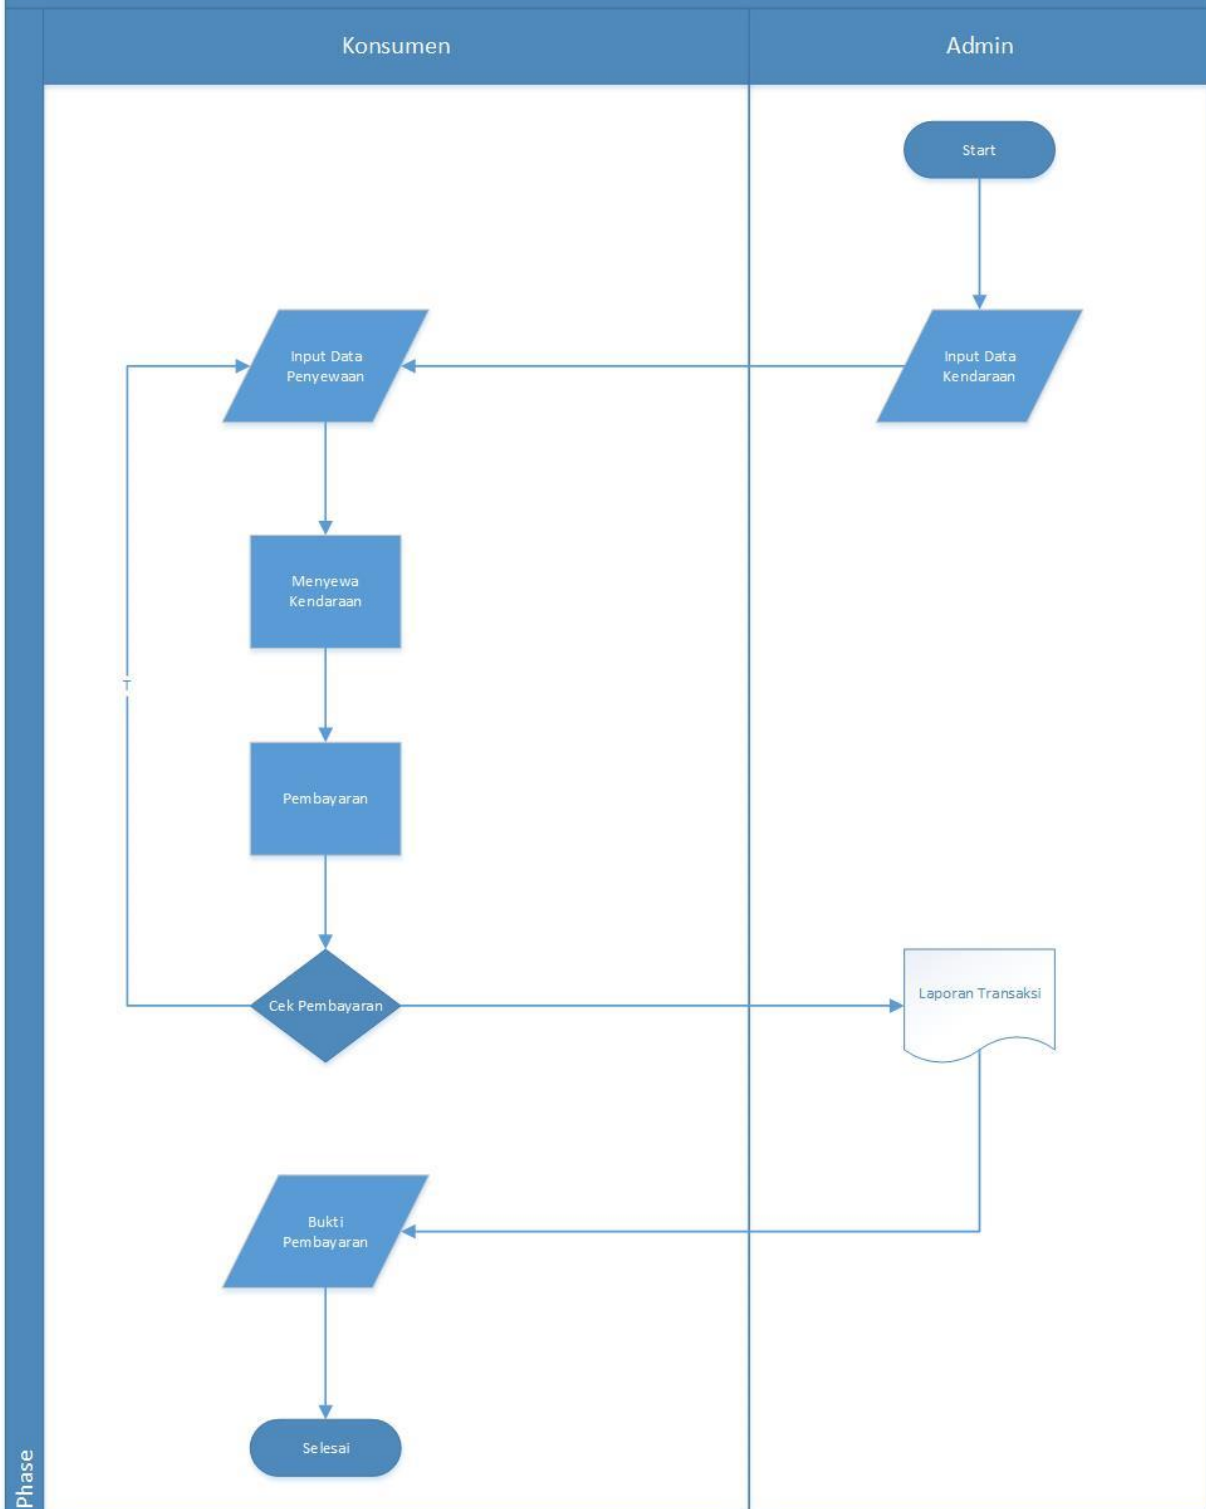 Konsumen
Admin
Start
Input Data
Penyewaan
Input Data
Kendaraan
Menyewa
Kendaraan
T
Pembayaran
Cek Pembayaran
Laporan Transaksi
Bukti
Pembayaran
Selesai
Phase